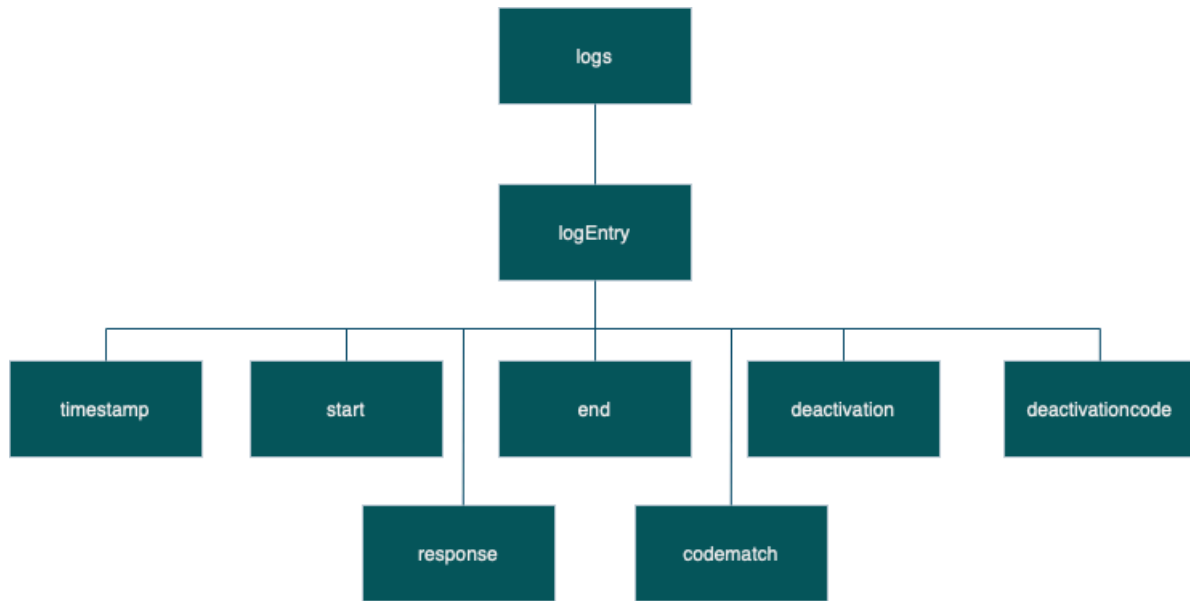 logs
logEntry
timestamp
start
end
deactivation
deactivationcode
response
codematch